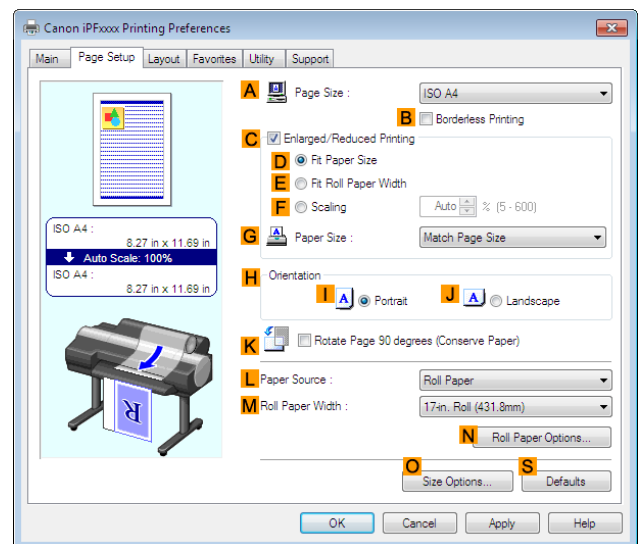 Canon iPFxxxx Printing Preferences
Main Page Setup Layout Favorites Utility Support
A Page Size : ISO A4
B Borderless Printing
C Enlarged/Reduced Printing
D Fit Paper Size
E Fit Roll Paper Width
F Scaling Auto % (5 - 600)
G A Paper Size : Match Page Size
ISO A4 :
8.27 in x 11.69 in
Auto Scale: 100%
ISO A4 :
8.27 in x 11.69 in
H Orientation
I A Portrait J A Landscape
K Rotate Page 90 degrees (Conserve Paper)
R
L Paper Source : Roll Paper
M Roll Paper Width : 17-in. Roll (431.8mm)
N Roll Paper Options...
O Size Options... S Defaults
OK Cancel Apply Help